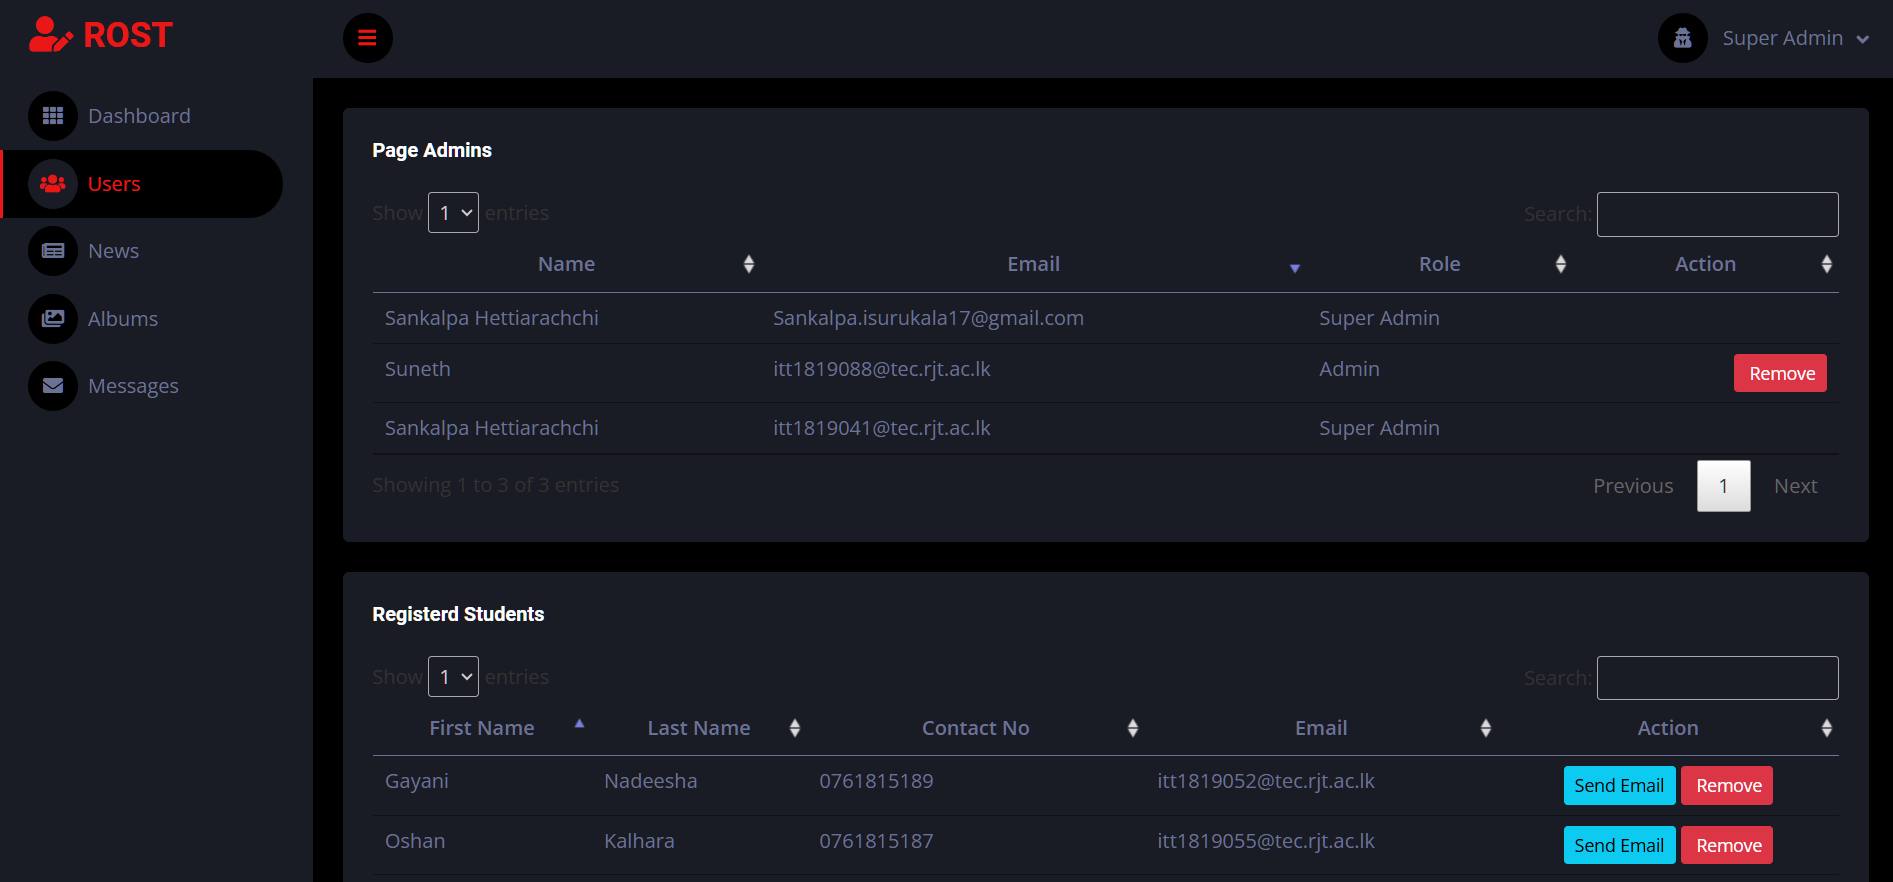 ROST
Super Admin
Dashboard
Users
News
Albums
Messages
Page Admins
Show 1 entries
Search:
Name Email Role Action
Sankalpa Hettiarachchi Sankalpa.isurukala17@gmail.com Super Admin
Suneth itt1819088@tec.rjt.ac.lk Admin Remove
Sankalpa Hettiarachchi itt1819041@tec.rjt.ac.lk Super Admin
Showing 1 to 3 of 3 entries
Previous 1 Next
Registerd Students
Show 1 entries
Search:
First Name Last Name Contact No Email Action
Gayani Nadeesha 0761815189 itt1819052@tec.rjt.ac.lk Send Email Remove
Oshan Kalhara 0761815187 itt1819055@tec.rjt.ac.lk Send Email Remove